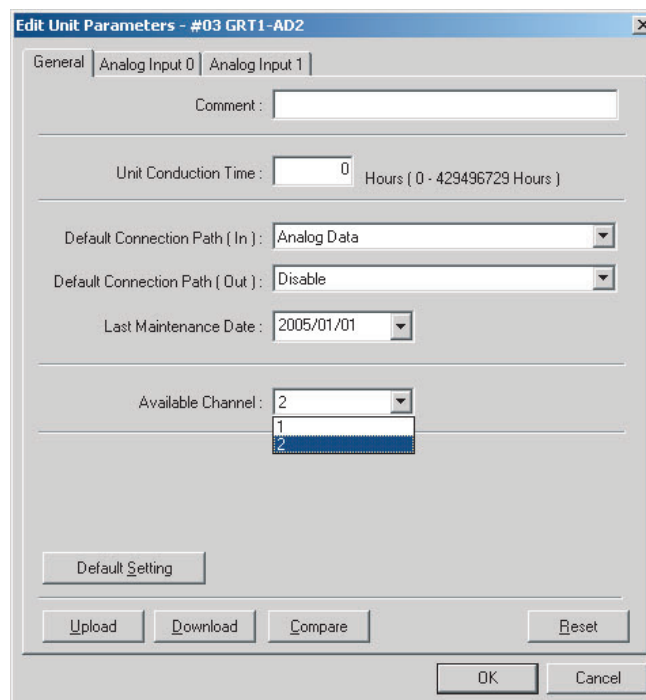 Edit Unit Parameters - #03 GRT1-AD2
General Analog Input 0 Analog Input 1
Comment :
Unit Conduction Time : 0 Hours ( 0 - 429496729 Hours )
Default Connection Path ( In ) : Analog Data
Default Connection Path ( Out ) : Disable
Last Maintenance Date : 2005/01/01
Available Channel : 2
1
2
Default Setting
Upload Download Compare Reset
OK Cancel